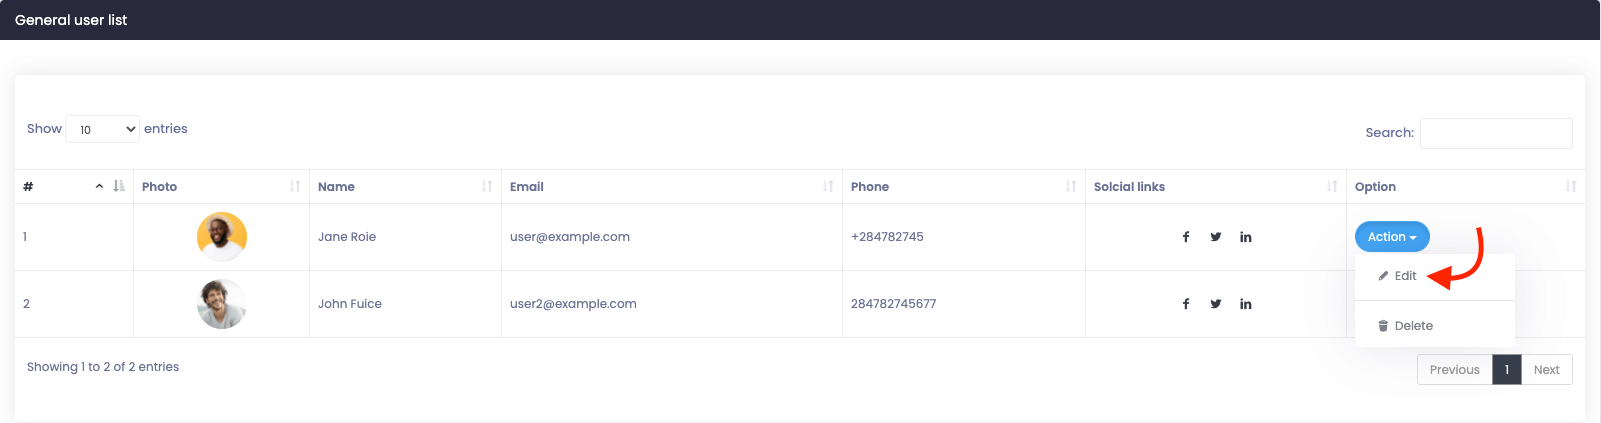 General user list
Show 10 entries
Search:
# Photo Name Email Phone Solcial links Option
1 Jane Roie user@example.com +284782745 Action
Edit
2 John Fuice user2@example.com 284782745677
Delete
Showing 1 to 2 of 2 entries
Previous 1 Next